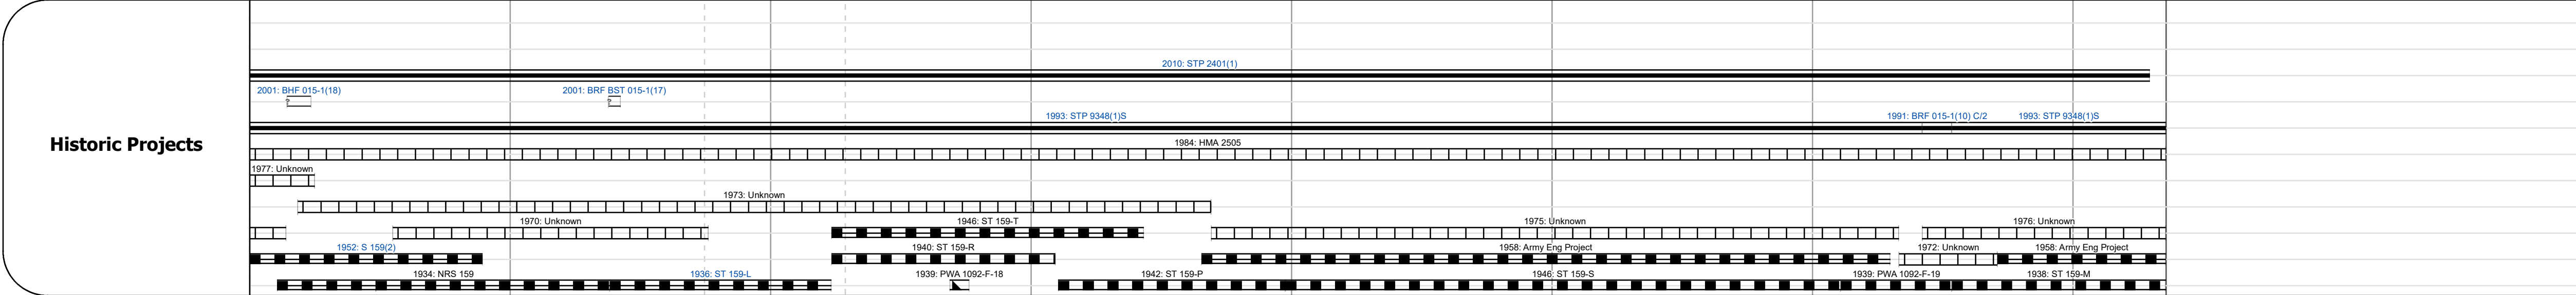 Historic Projects
2010: STP 2401(1)
2001: BHF 015-1(18) 2001: BRF BST 015-1(17)
1993: STP 9348(1)S 1991: BRF 015-1(10) C/2 1993: STP 9348(1)S
1984: HMA 2505
1977: Unknown
1973: Unknown
1970: Unknown 1946: ST 159-T 1975: Unknown 1976: Unknown
1952: S 159(2) 1940: ST 159-R 1958: Army Eng Project 1972: Unknown 1958: Army Eng Project
1934: NRS 159 1936: ST 159-L 1939: PWA 1092-F-18 1942: ST 159-P 1946: ST 159-S 1939: PWA 1092-F-19 1938: ST 159-M